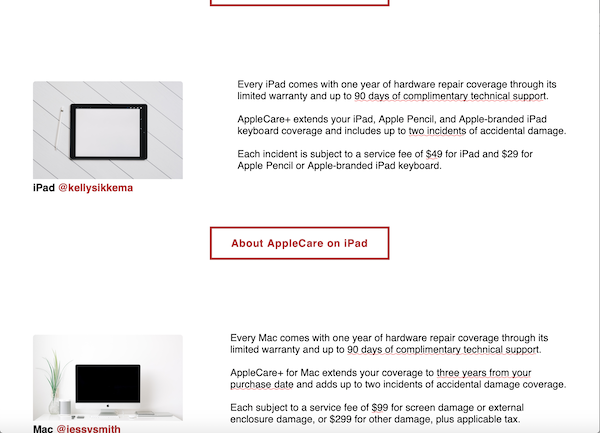 Every iPad comes with one year of hardware repair coverage through its
limited warranty and up to 90 days of complimentary technical support.
AppleCare+ extends your iPad, Apple Pencil, and Apple-branded iPad
keyboard coverage and includes up to two incidents of accidental damage.
Each incident is subject to a service fee of $49 for iPad and $29 for
Apple Pencil or Apple-branded iPad keyboard.
iPad @kellysikkema
About AppleCare on iPad
Every Mac comes with one year of hardware repair coverage through its
limited warranty and up to 90 days of complimentary technical support.
AppleCare+ for Mac extends your coverage to three years from your
purchase date and adds up to two incidents of accidental damage coverage.
Each subject to a service fee of $99 for screen damage or external
enclosure damage, or $299 for other damage, plus applicable tax.
Mac @jessysmith